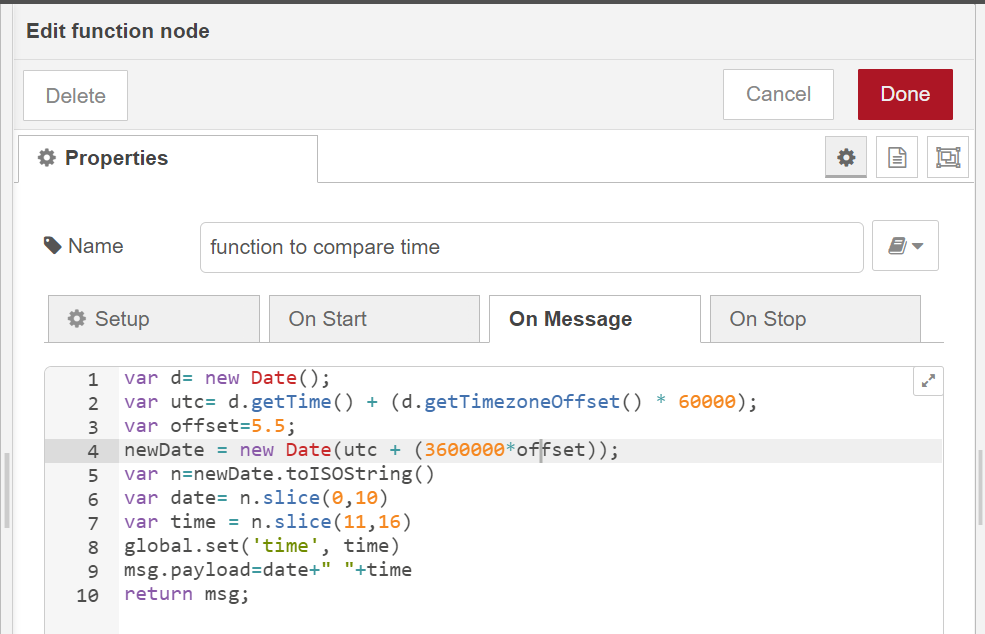 Edit function node
Delete
Cancel
Done
Properties
Name
function to compare time
Setup
On Start
On Message
On Stop
1 var d= new Date();
2 var utc= d.getTime() + (d.getTimezoneOffset() * 60000);
3 var offset=5.5;
4 newDate = new Date(utc + (3600000*offset));
5 var n=newDate.toISOString()
6 var date= n.slice(0,10)
7 var time = n.slice(11,16)
8 global.set('time', time)
9 msg.payload=date+" "+time
10 return msg;